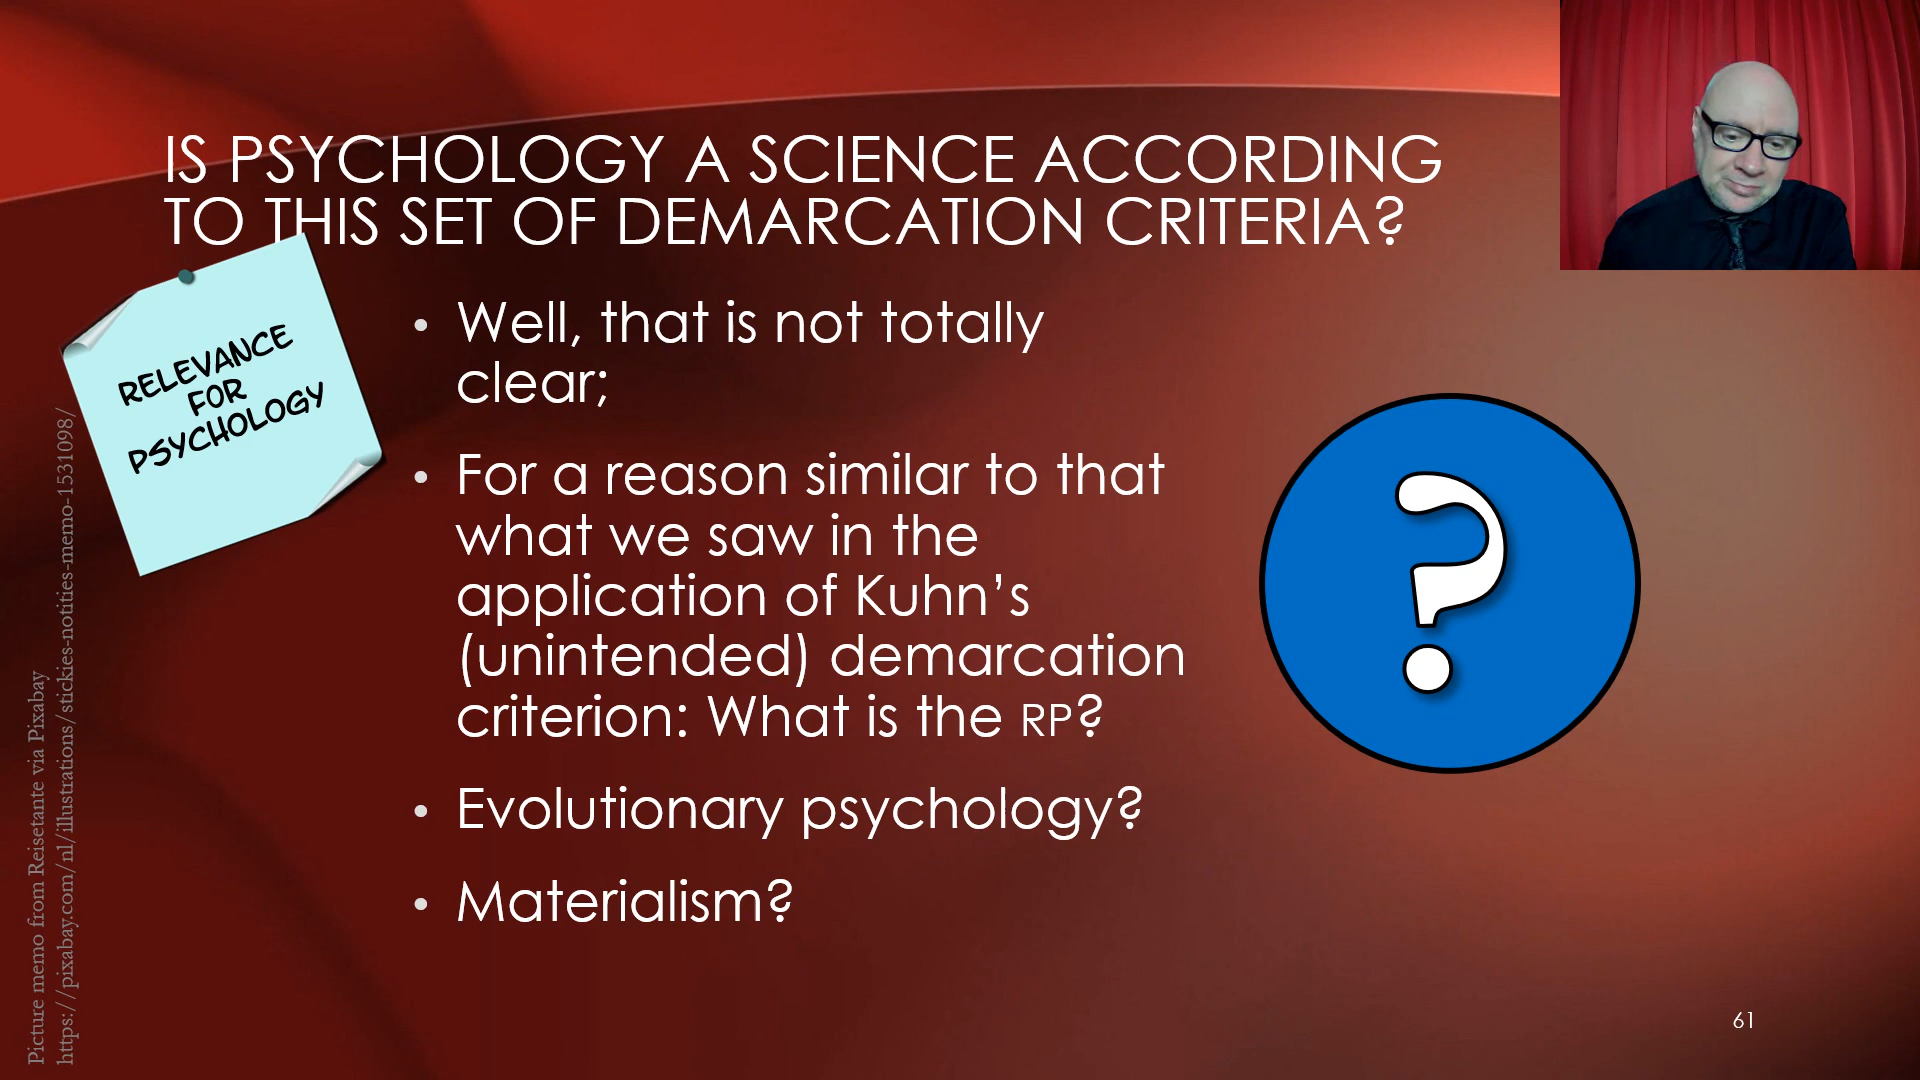 IS PSYCHOLOGY A SCIENCE ACCORDING
TO THIS SET OF DEMARCATION CRITERIA?
RELEVANCE
FOR
PSYCHOLOGY
• Well, that is not totally
clear;
• For a reason similar to that
what we saw in the
application of Kuhn’s
(unintended) demarcation
criterion: What is the RP?
• Evolutionary psychology?
• Materialism?
?
Picture memo from Reisetante via Pixabay
https://pixabay.com/nl/illustrations/stickies-notities-memo-1531098/
61